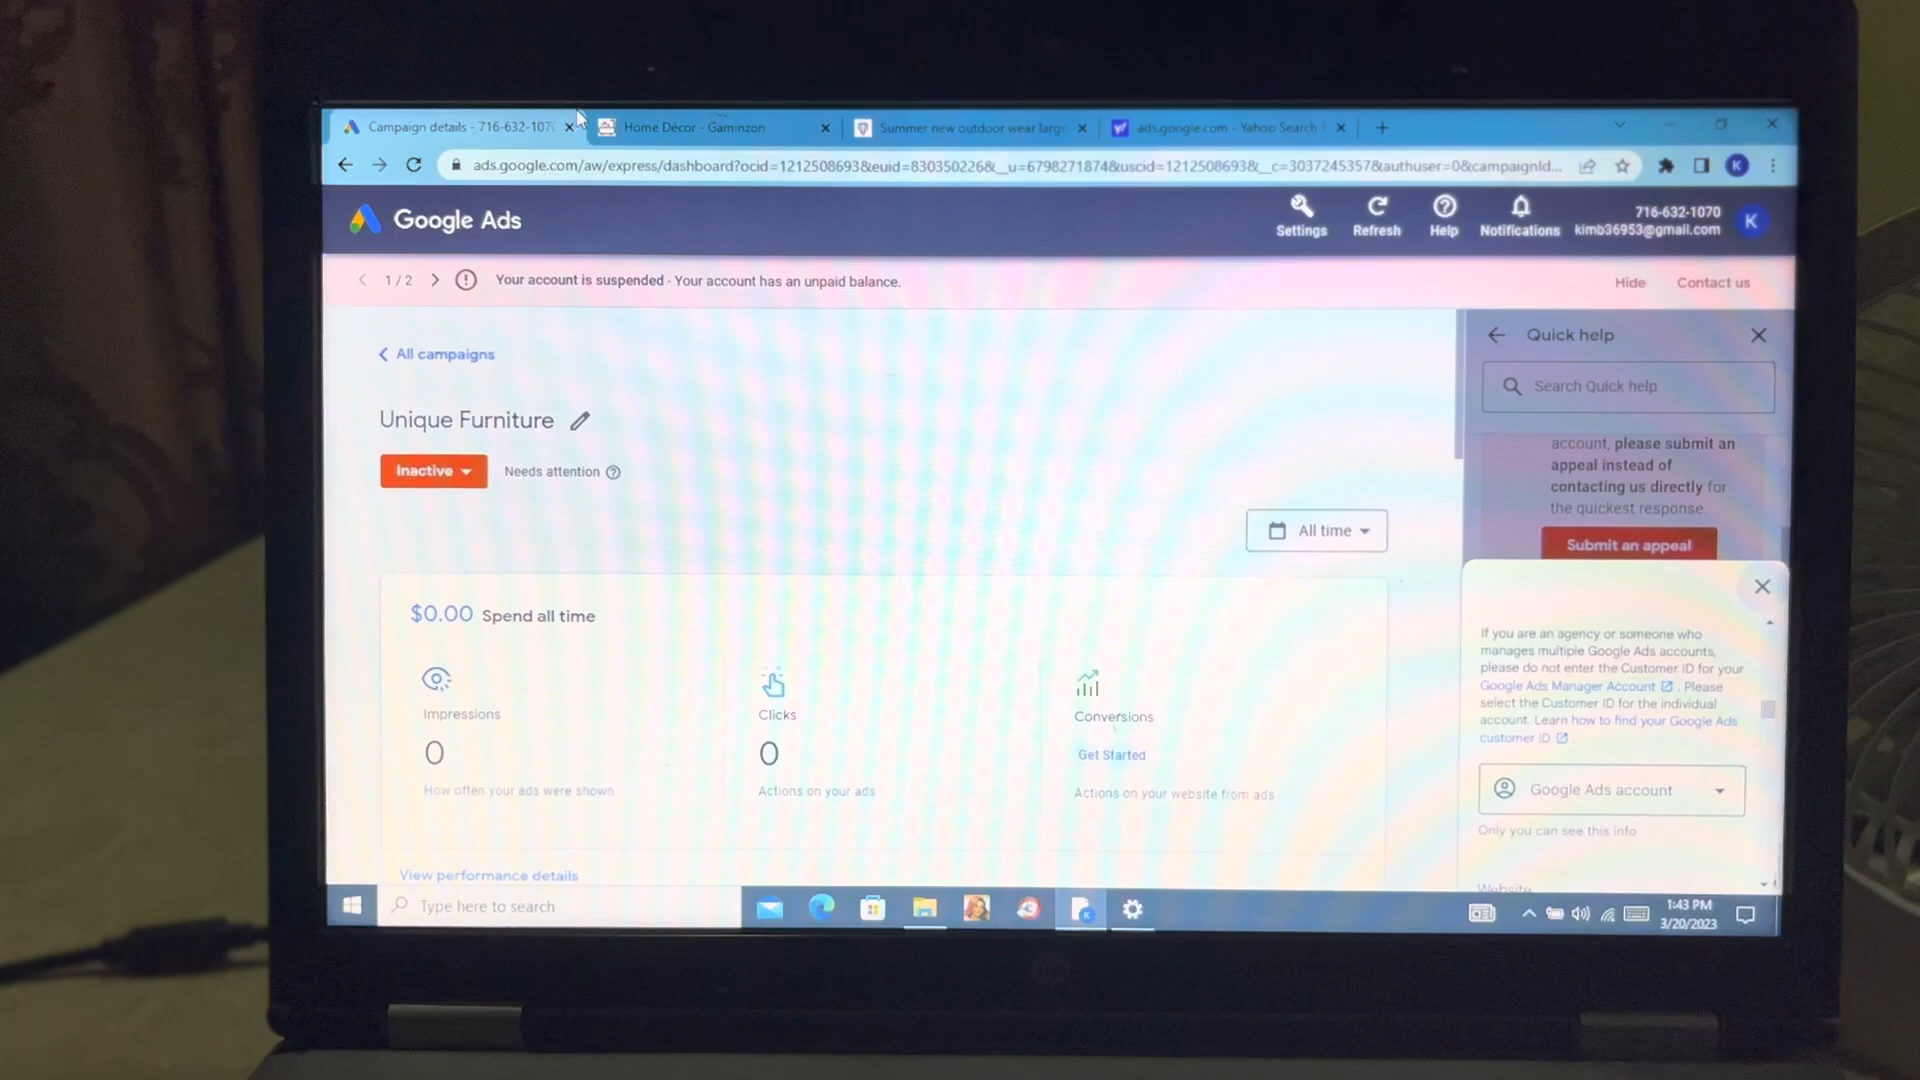 Campaign details - 716-632-107
Home Décor - Gaminzon
Summer new outdoor wear large
ads.google.com - Yahoo Search
ads.google.com/aw/express/dashboard?ocid=1212508693&euid=830350226&__u=6798271874&uscid=1212508693&__c=3037245357&authuser=0&campaignId...
K
Google Ads
Settings
Refresh
Help
Notifications
716-632-1070
kimb36953@gmail.com
K
1 / 2
Your account is suspended - Your account has an unpaid balance.
Hide
Contact us
All campaigns
Unique Furniture
Inactive
Needs attention
All time
$0.00 Spend all time
Impressions
0
How often your ads were shown
Clicks
0
Actions on your ads
Conversions
Get Started
Actions on your website from ads
View performance details
Quick help
Search Quick help
account, please submit an
appeal instead of
contacting us directly for
the quickest response.
Submit an appeal
If you are an agency or someone who
manages multiple Google Ads accounts,
please do not enter the Customer ID for your
Google Ads Manager Account . Please
select the Customer ID for the individual
account. Learn how to find your Google Ads
customer ID .
Google Ads account
Only you can see this info
Website
Type here to search
1:43 PM
3/20/2023
hp